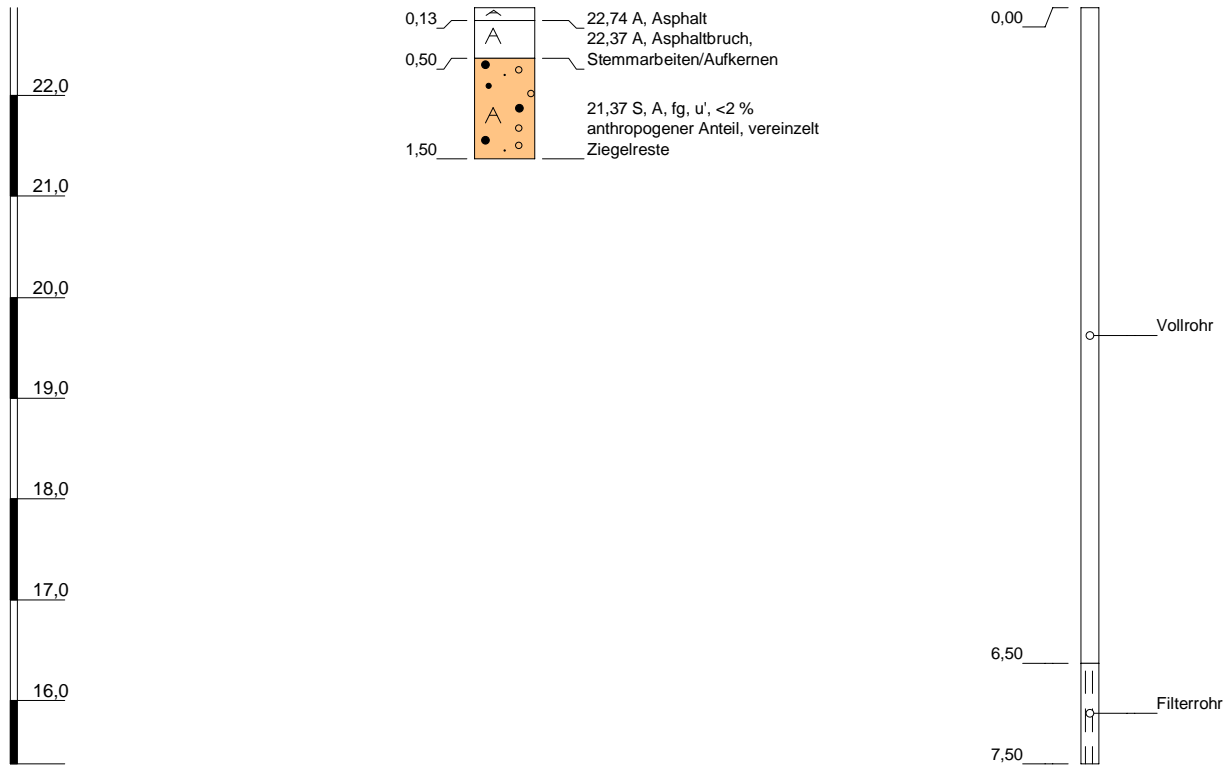 22,0
21,0
20,0
19,0
18,0
17,0
16,0
0,13
0,50
1,50
A
A
22,74 A, Asphalt
22,37 A, Asphaltbruch,
Stemmarbeiten/Aufkernen
21,37 S, A, fg, u', <2 %
anthropogener Anteil, vereinzelt
Ziegelreste
0,00
6,50
7,50
Vollrohr
Filterrohr